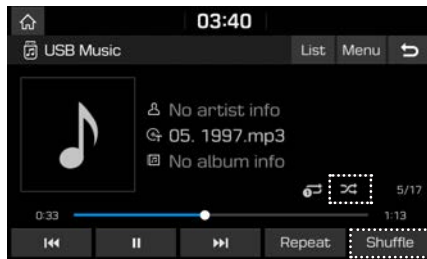 03:40
USB Music
List
Menu
No artist info
05. 1997.mp3
No album info
5/17
0:33
1:13
Repeat
Shuffle